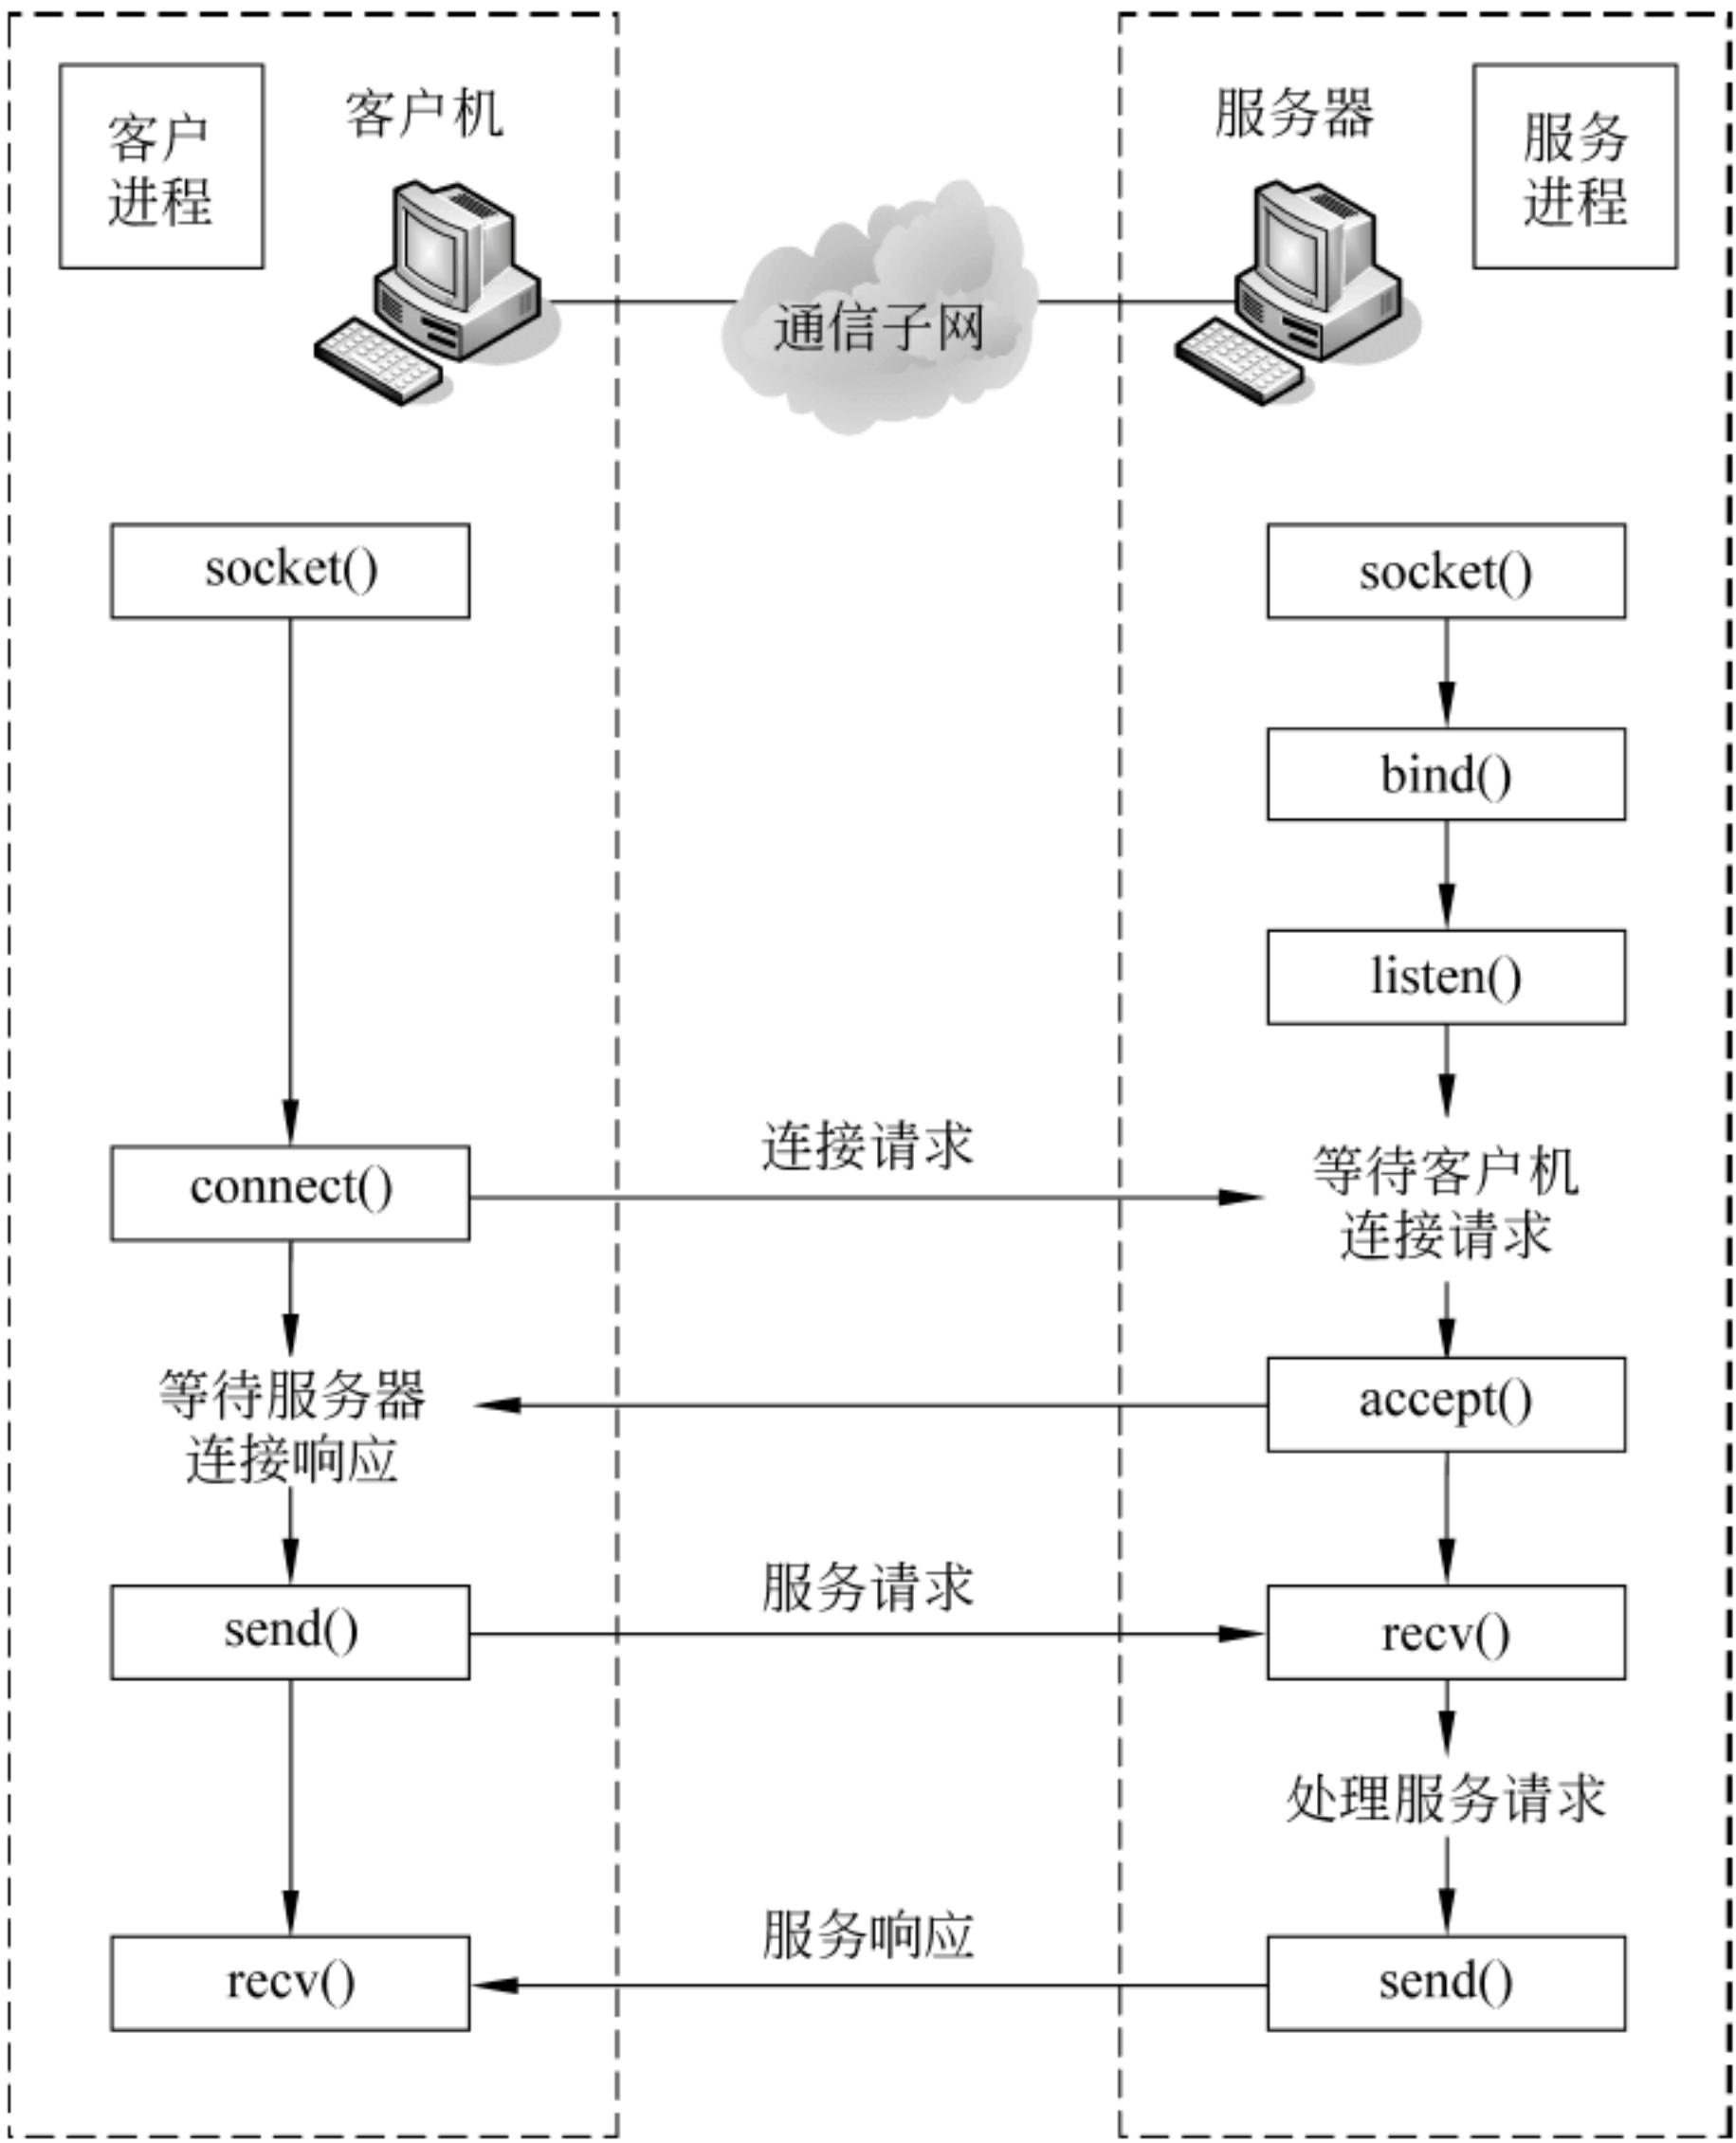 客户
进程
客户机
服务器
服务
进程
通信子网
socket()
socket()
bind()
listen()
connect()
连接请求
等待客户机
连接请求
等待服务器
连接响应
accept()
send()
服务请求
recv()
处理服务请求
recv()
服务响应
send()